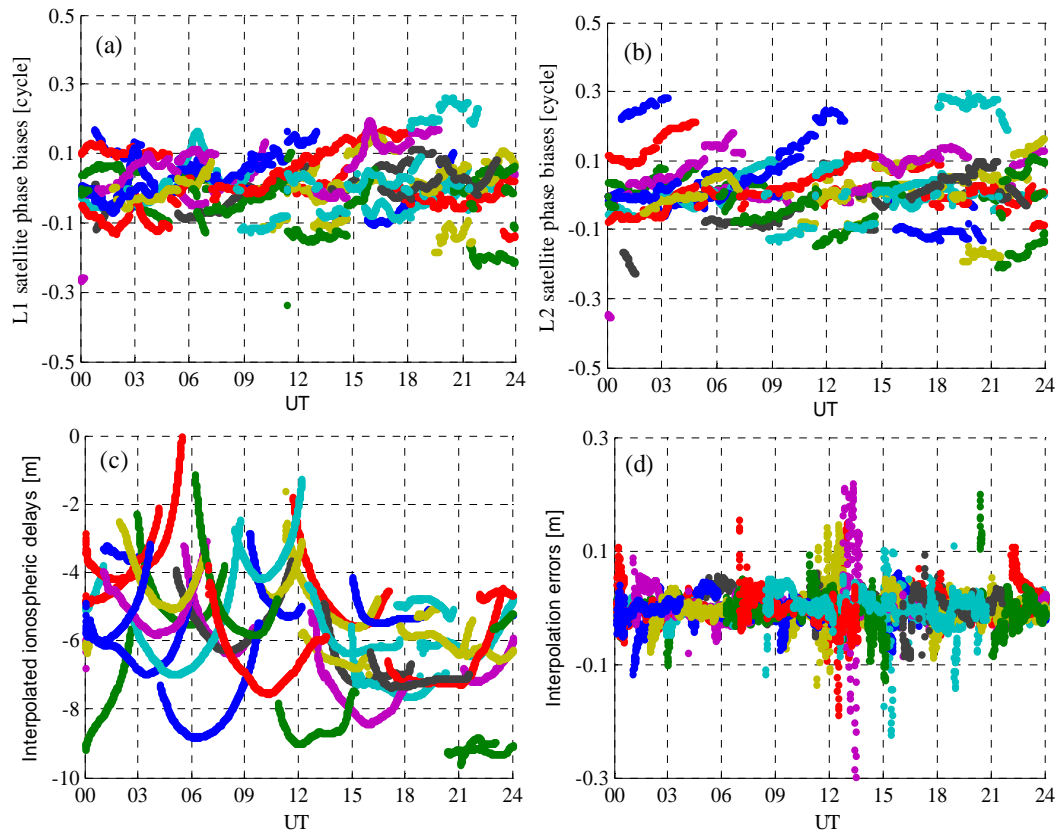 (a)
L1 satellite phase biases [cycle]
0.5
0.3
0.1
-0.1
-0.3
-0.5
00 03 06 09 12 15 18 21 24
UT
(b)
L2 satellite phase biases [cycle]
0.5
0.3
0.1
-0.1
-0.3
-0.5
00 03 06 09 12 15 18 21 24
UT
(c)
Interpolated ionospheric delays [m]
0
-2
-4
-6
-8
-10
00 03 06 09 12 15 18 21 24
UT
(d)
Interpolation errors [m]
0.3
0.1
-0.1
-0.3
00 03 06 09 12 15 18 21 24
UT